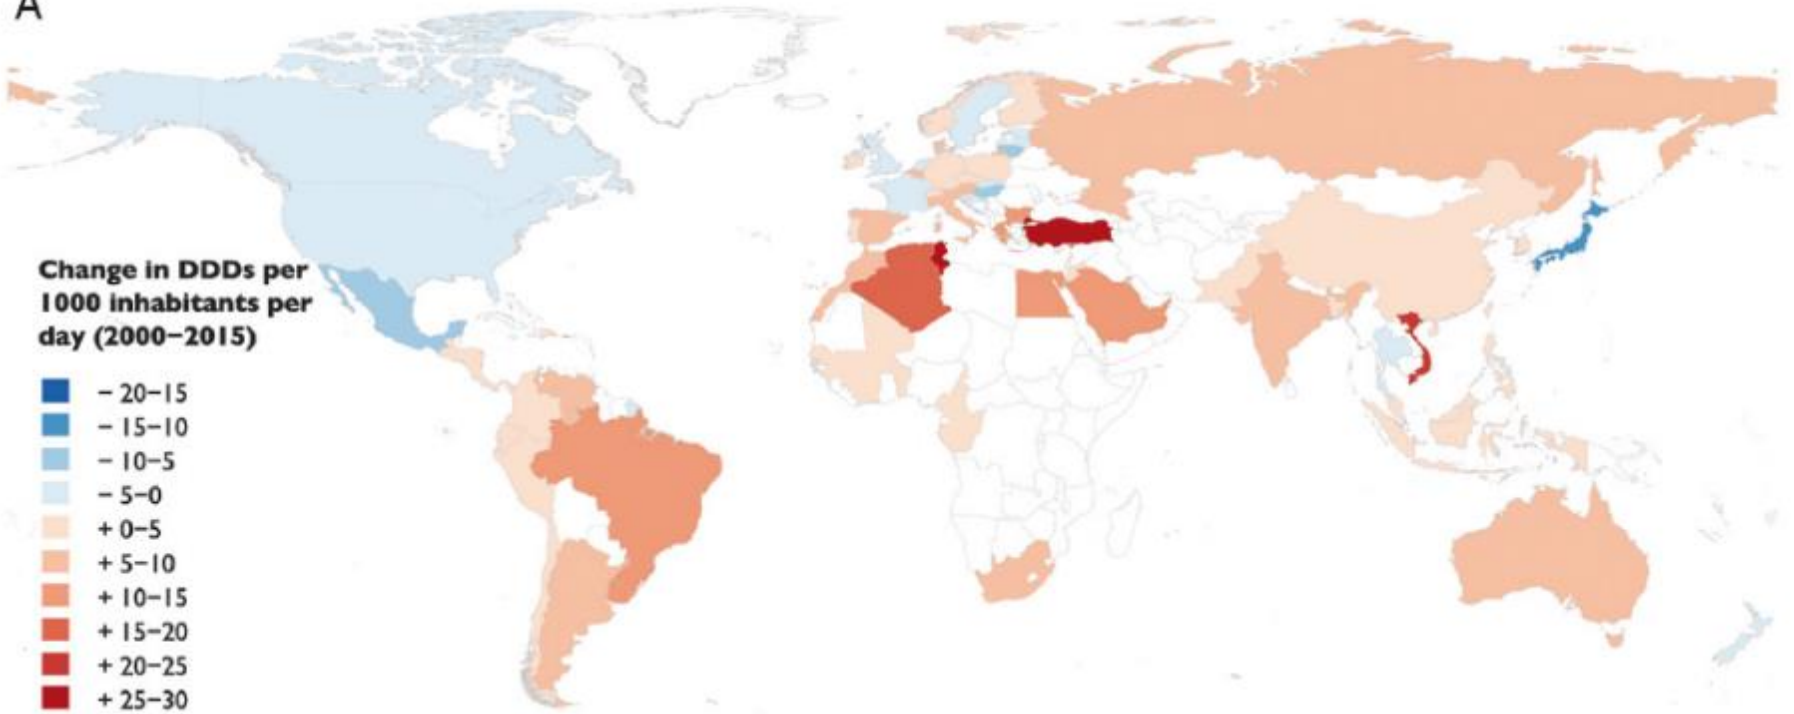 A
Change in DDDs per
1000 inhabitants per
day (2000–2015)
– 20–15
– 15–10
– 10–5
– 5–0
+ 0–5
+ 5–10
+ 10–15
+ 15–20
+ 20–25
+ 25–30